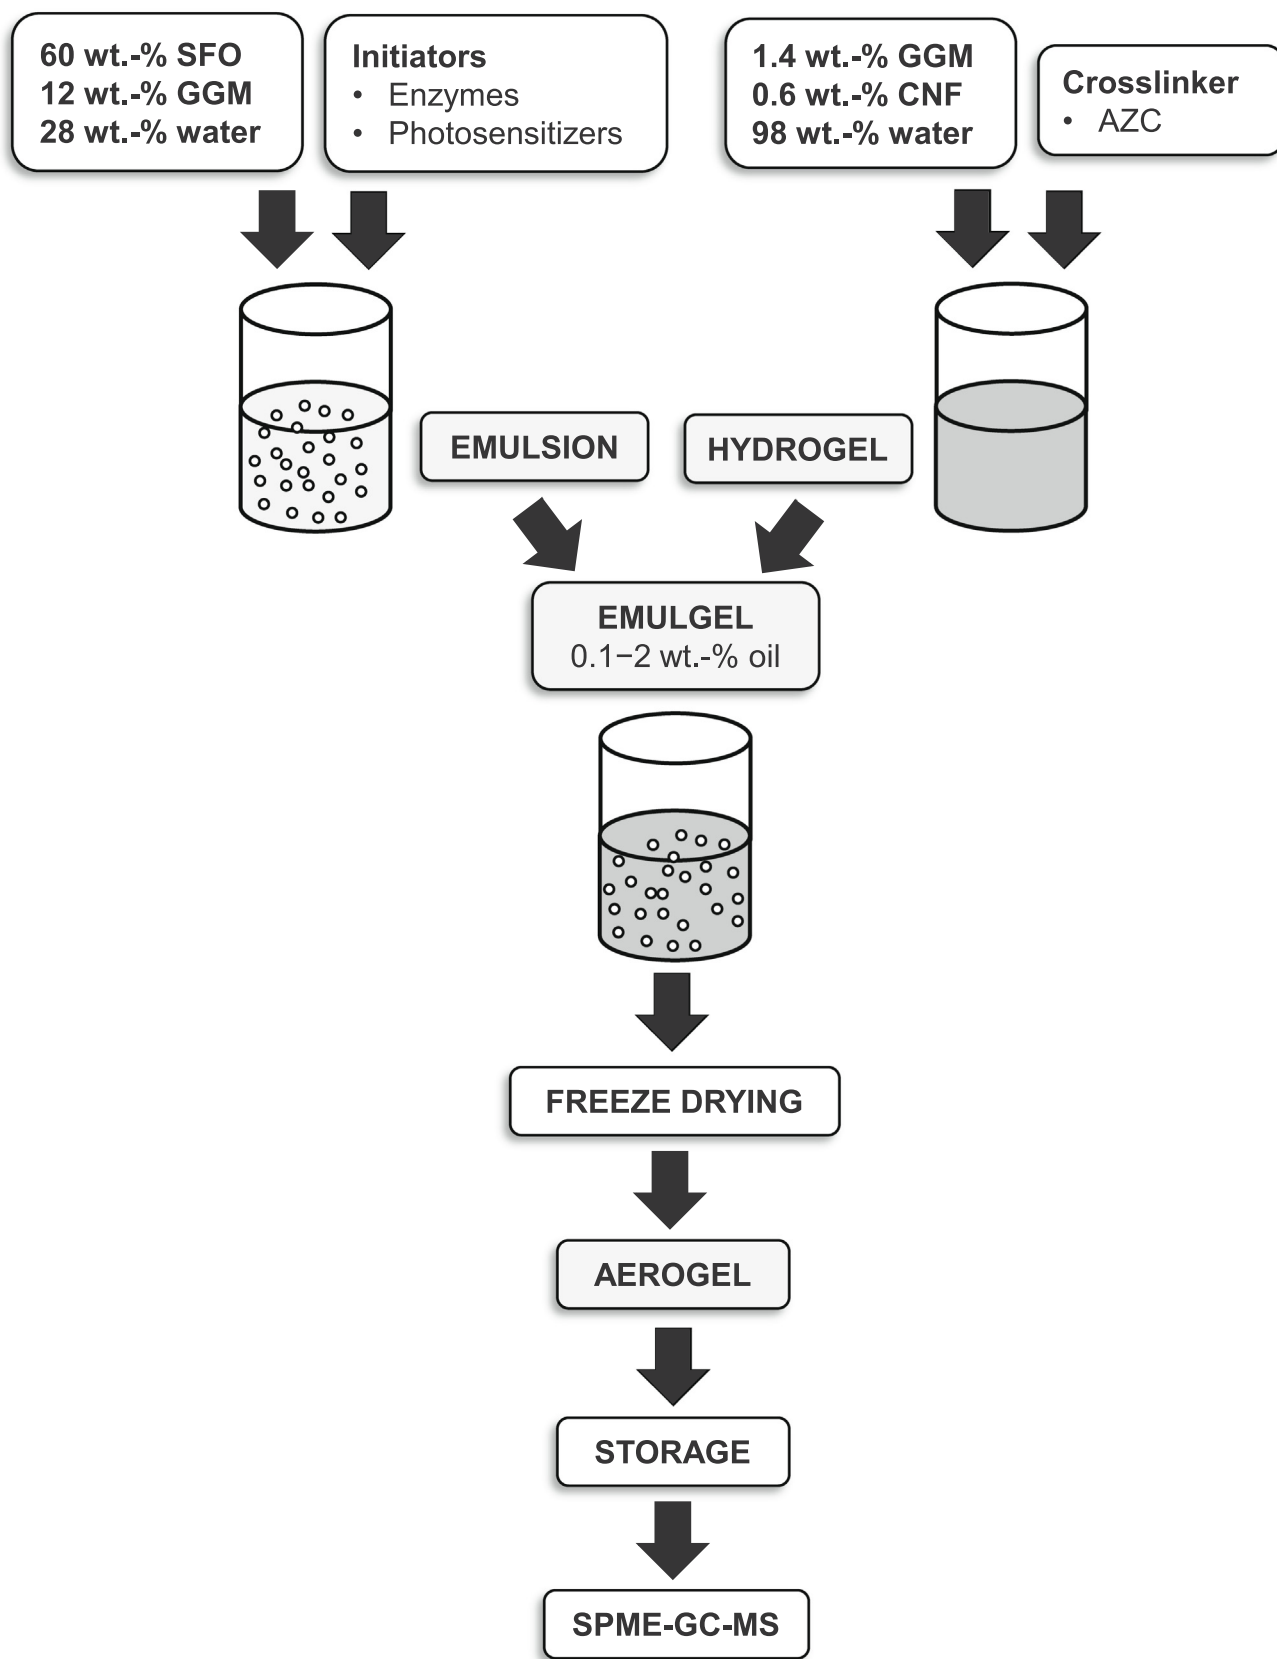 60 wt.-% SFO
12 wt.-% GGM
28 wt.-% water
Initiators
• Enzymes
• Photosensitizers
1.4 wt.-% GGM
0.6 wt.-% CNF
98 wt.-% water
Crosslinker
• AZC
EMULSION
HYDROGEL
EMULGEL
0.1–2 wt.-% oil
FREEZE DRYING
AEROGEL
STORAGE
SPME-GC-MS